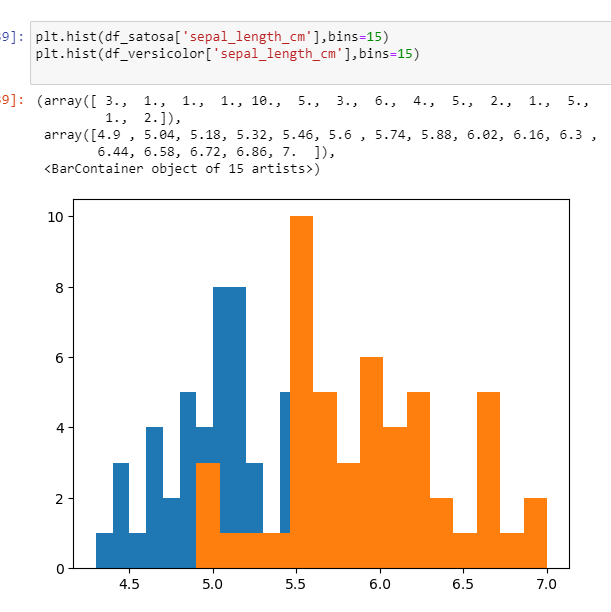 39]: plt.hist(df_satosa['sepal_length_cm'],bins=15)
plt.hist(df_versicolor['sepal_length_cm'],bins=15)
39]: (array([ 3., 1., 1., 1., 10., 5., 3., 6., 4., 5., 2., 1., 5.,
1., 2.]),
array([4.9 , 5.04, 5.18, 5.32, 5.46, 5.6 , 5.74, 5.88, 6.02, 6.16, 6.3 ,
6.44, 6.58, 6.72, 6.86, 7. ]),
<BarContainer object of 15 artists>)
10
8
6
4
2
0
4.5 5.0 5.5 6.0 6.5 7.0